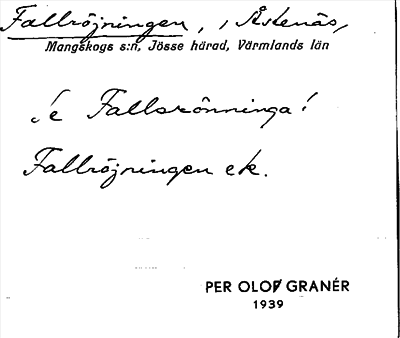 Fallröjningen, i Åstenäs,
Mangskogs s:n, Jösse härad, Värmlands län
Se Fallsrönninga!
Fallröjningen ek.
PER OLOF GRANÉR
1939